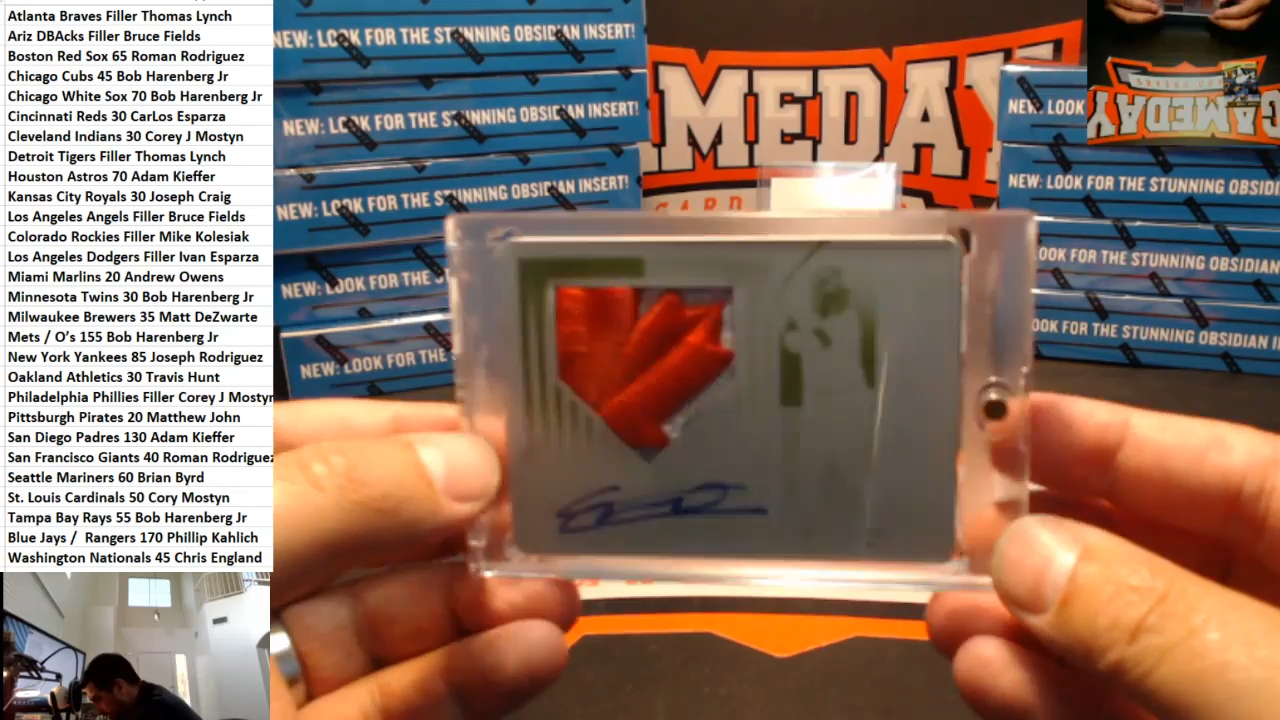 Atlanta Braves Filler Thomas Lynch
Ariz DBAcks Filler Bruce Fields
Boston Red Sox 65 Roman Rodriguez
Chicago Cubs 45 Bob Harenberg Jr
Chicago White Sox 70 Bob Harenberg Jr
Cincinnati Reds 30 CarLos Esparza
Cleveland Indians 30 Corey J Mostyn
Detroit Tigers Filler Thomas Lynch
Houston Astros 70 Adam Kieffer
Kansas City Royals 30 Joseph Craig
Los Angeles Angels Filler Bruce Fields
Colorado Rockies Filler Mike Kolesiak
Los Angeles Dodgers Filler Ivan Esparza
Miami Marlins 20 Andrew Owens
Minnesota Twins 30 Bob Harenberg Jr
Milwaukee Brewers 35 Matt DeZwarte
Mets / O's 155 Bob Harenberg Jr
New York Yankees 85 Joseph Rodriguez
Oakland Athletics 30 Travis Hunt
Philadelphia Phillies Filler Corey J Mostyn
Pittsburgh Pirates 20 Matthew John
San Diego Padres 130 Adam Kieffer
San Francisco Giants 40 Roman Rodriguez
Seattle Mariners 60 Brian Byrd
St. Louis Cardinals 50 Cory Mostyn
Tampa Bay Rays 55 Bob Harenberg Jr
Blue Jays / Rangers 170 Phillip Kahlich
Washington Nationals 45 Chris England
NEW: LOOK FOR THE STUNNING OBSIDIAN INSERT!
NEW: LOOK FOR THE STUNNING OBSIDIAN INSERT!
NEW: LOOK FOR THE STUNNING OBSIDIAN INSERT!
NEW: LOOK FOR THE
NEW: LOOK FOR THE
AMEDAY
CARD
NEW: LOOK
NEW: LOOK FOR THE STUNNING OBSIDI
LOOK FOR THE STUNNING OBSIDIAN
LOOK FOR THE STUNNING OBSIDIAN I
GAMEDAY